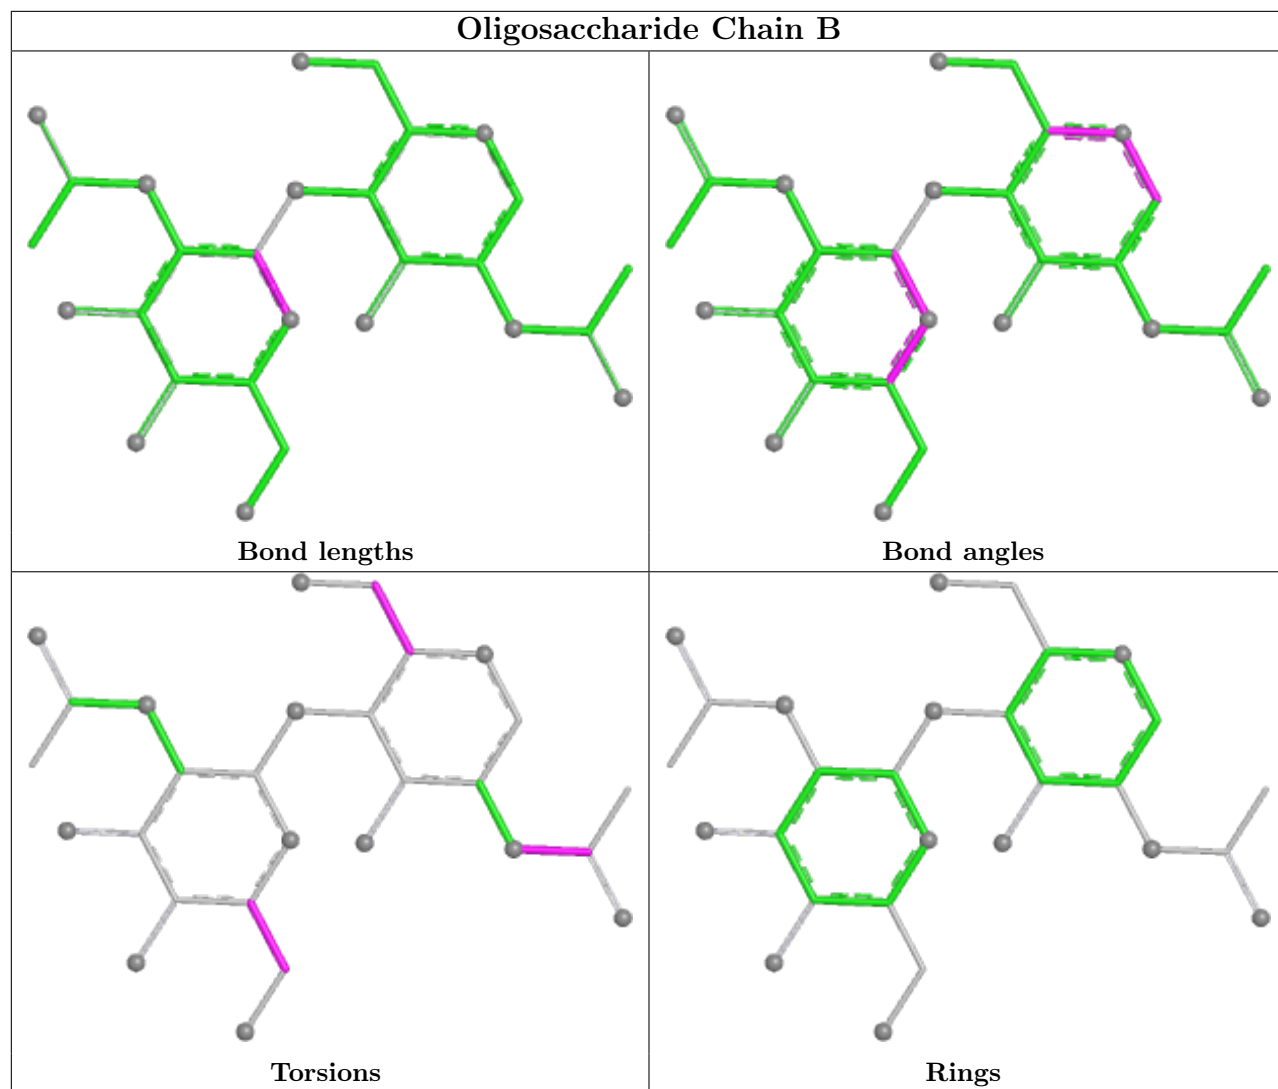 Oligosaccharide Chain B
Bond lengths
Bond angles
Torsions
Rings